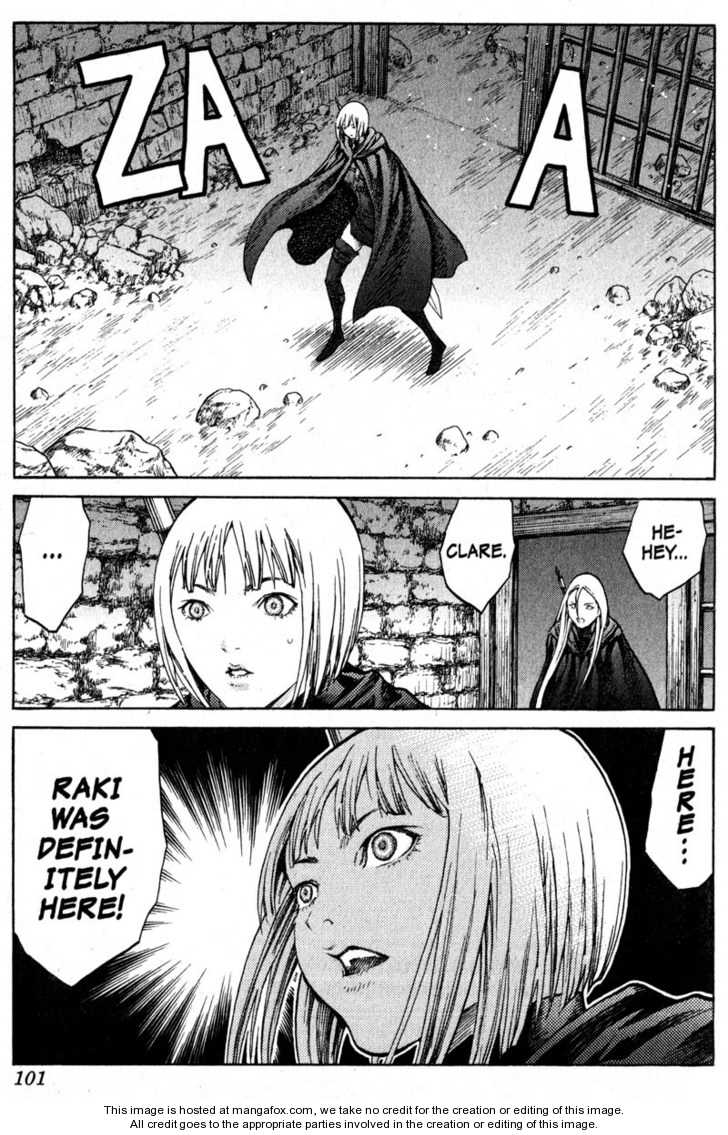 ZA
A
HE-
HEY...
CLARE.
...
HERE...
RAKI
WAS
DEFIN-
ITELY
HERE!
101
This image is hosted at mangafox.com, we take no credit for the creation or editing of this image.
All credit goes to the appropriate parties involved in the creation or editing of this image.